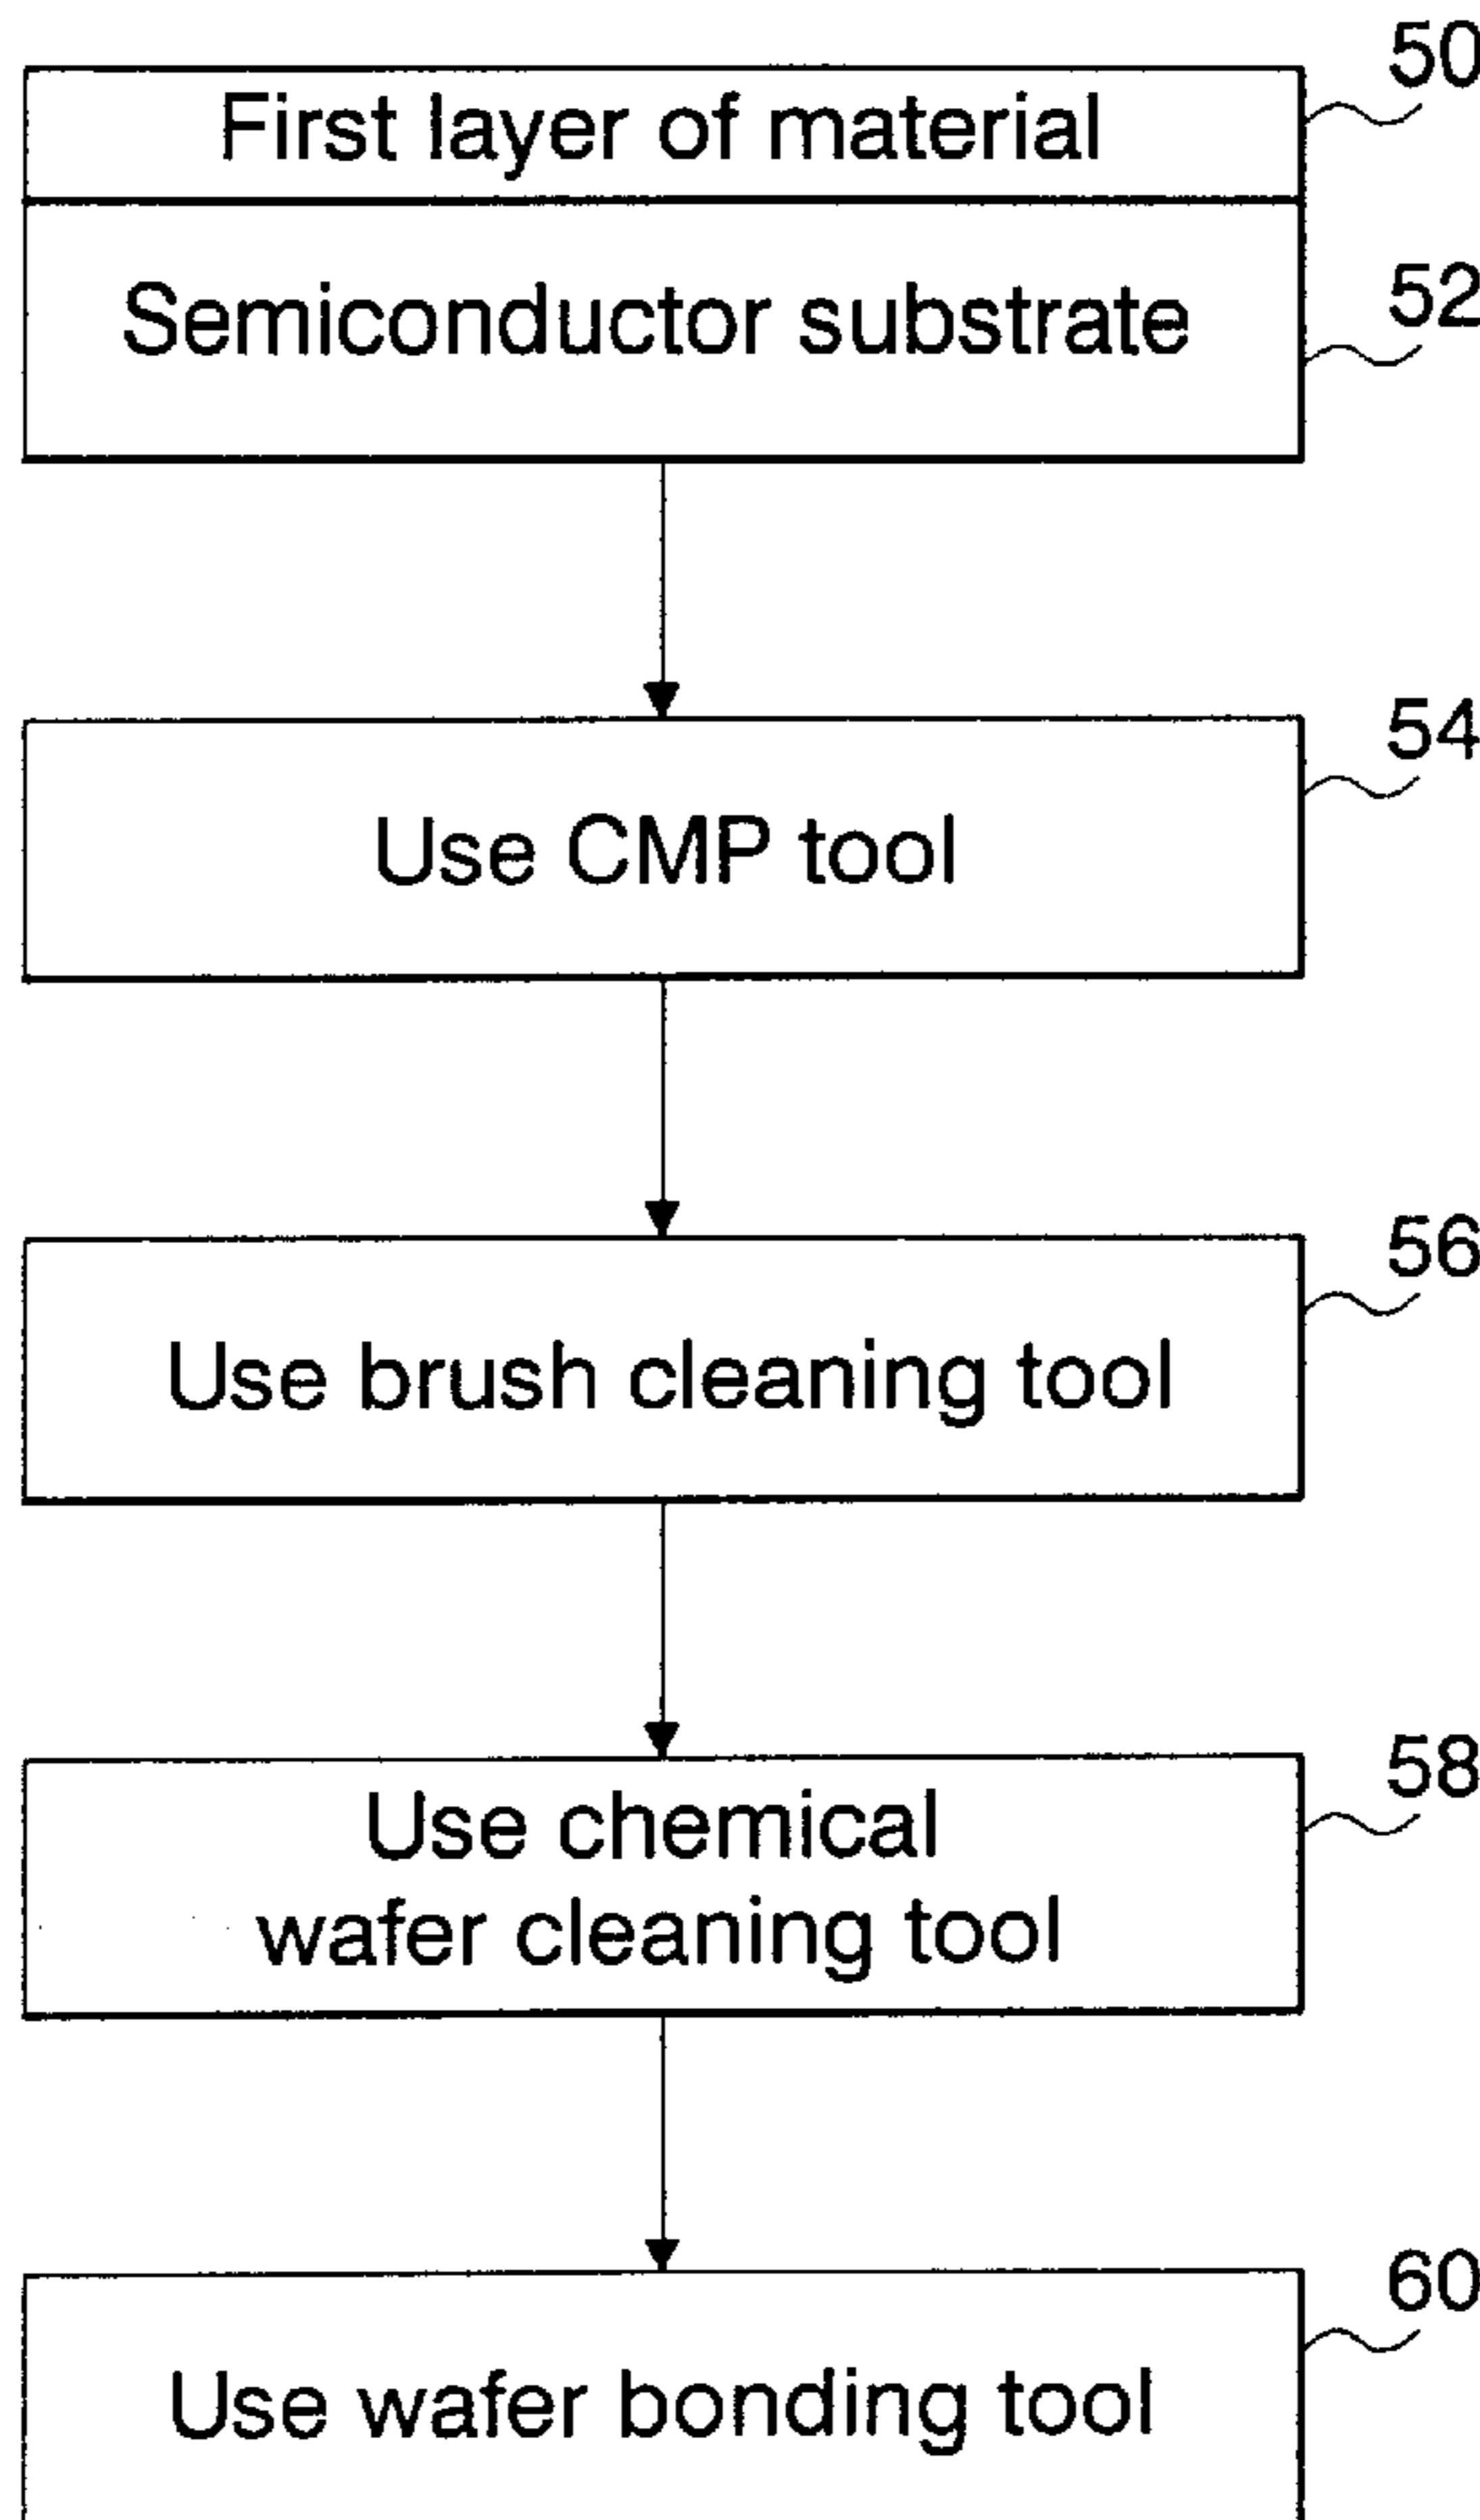 50
First layer of material
52
Semiconductor substrate
54
Use CMP tool
56
Use brush cleaning tool
58
Use chemical
wafer cleaning tool
60
Use wafer bonding tool